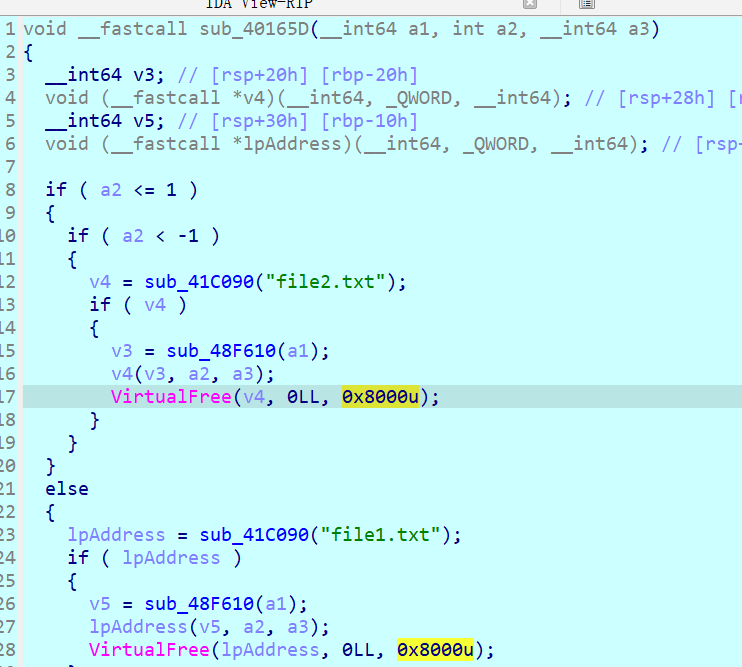 IDA View-RIP
1 void __fastcall sub_40165D(__int64 a1, int a2, __int64 a3)
2 {
3 __int64 v3; // [rsp+20h] [rbp-20h]
4 void (__fastcall *v4)(__int64, _QWORD, __int64); // [rsp+28h] [
5 __int64 v5; // [rsp+30h] [rbp-10h]
6 void (__fastcall *lpAddress)(__int64, _QWORD, __int64); // [rsp-
7
8 if ( a2 <= 1 )
9 {
10 if ( a2 < -1 )
11 {
12 v4 = sub_41C090("file2.txt");
13 if ( v4 )
14 {
15 v3 = sub_48F610(a1);
16 v4(v3, a2, a3);
17 VirtualFree(v4, 0LL, 0x8000u);
18 }
19 }
20 }
21 else
22 {
23 lpAddress = sub_41C090("file1.txt");
24 if ( lpAddress )
25 {
26 v5 = sub_48F610(a1);
27 lpAddress(v5, a2, a3);
28 VirtualFree(lpAddress, 0LL, 0x8000u);